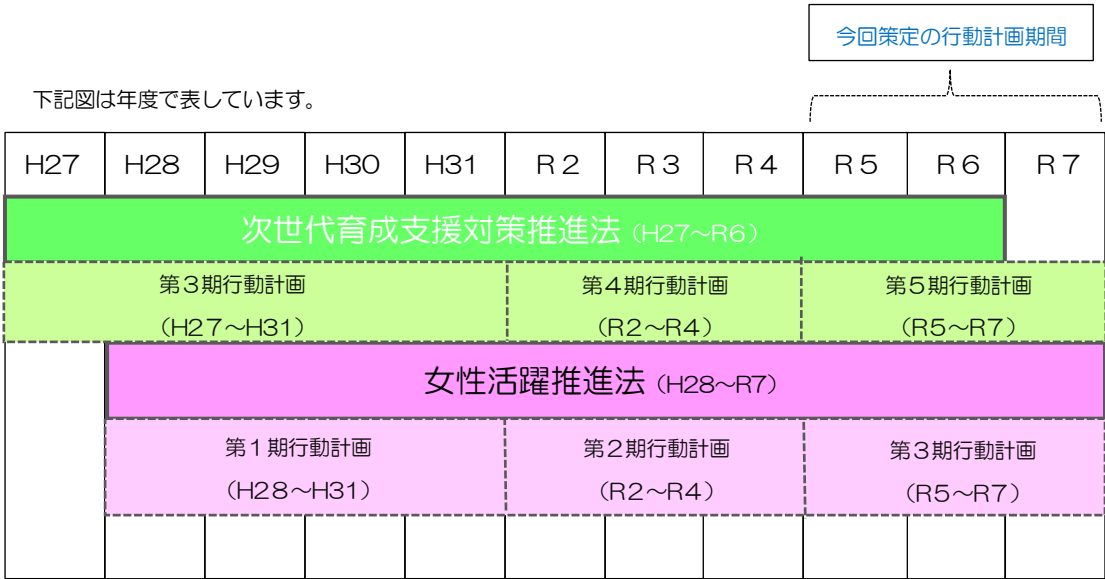 今回策定の行動計画期間
下記図は年度で表しています。
H27 H28 H29 H30 H31 R2 R3 R4 R5 R6 R7
次世代育成支援対策推進法（H27～R6）
第３期行動計画 第４期行動計画 第５期行動計画
（H27～H31） （R2～R4） （R5～R7）
女性活躍推進法（H28～R7）
第１期行動計画 第２期行動計画 第３期行動計画
（H28～H31） （R2～R4） （R5～R7）